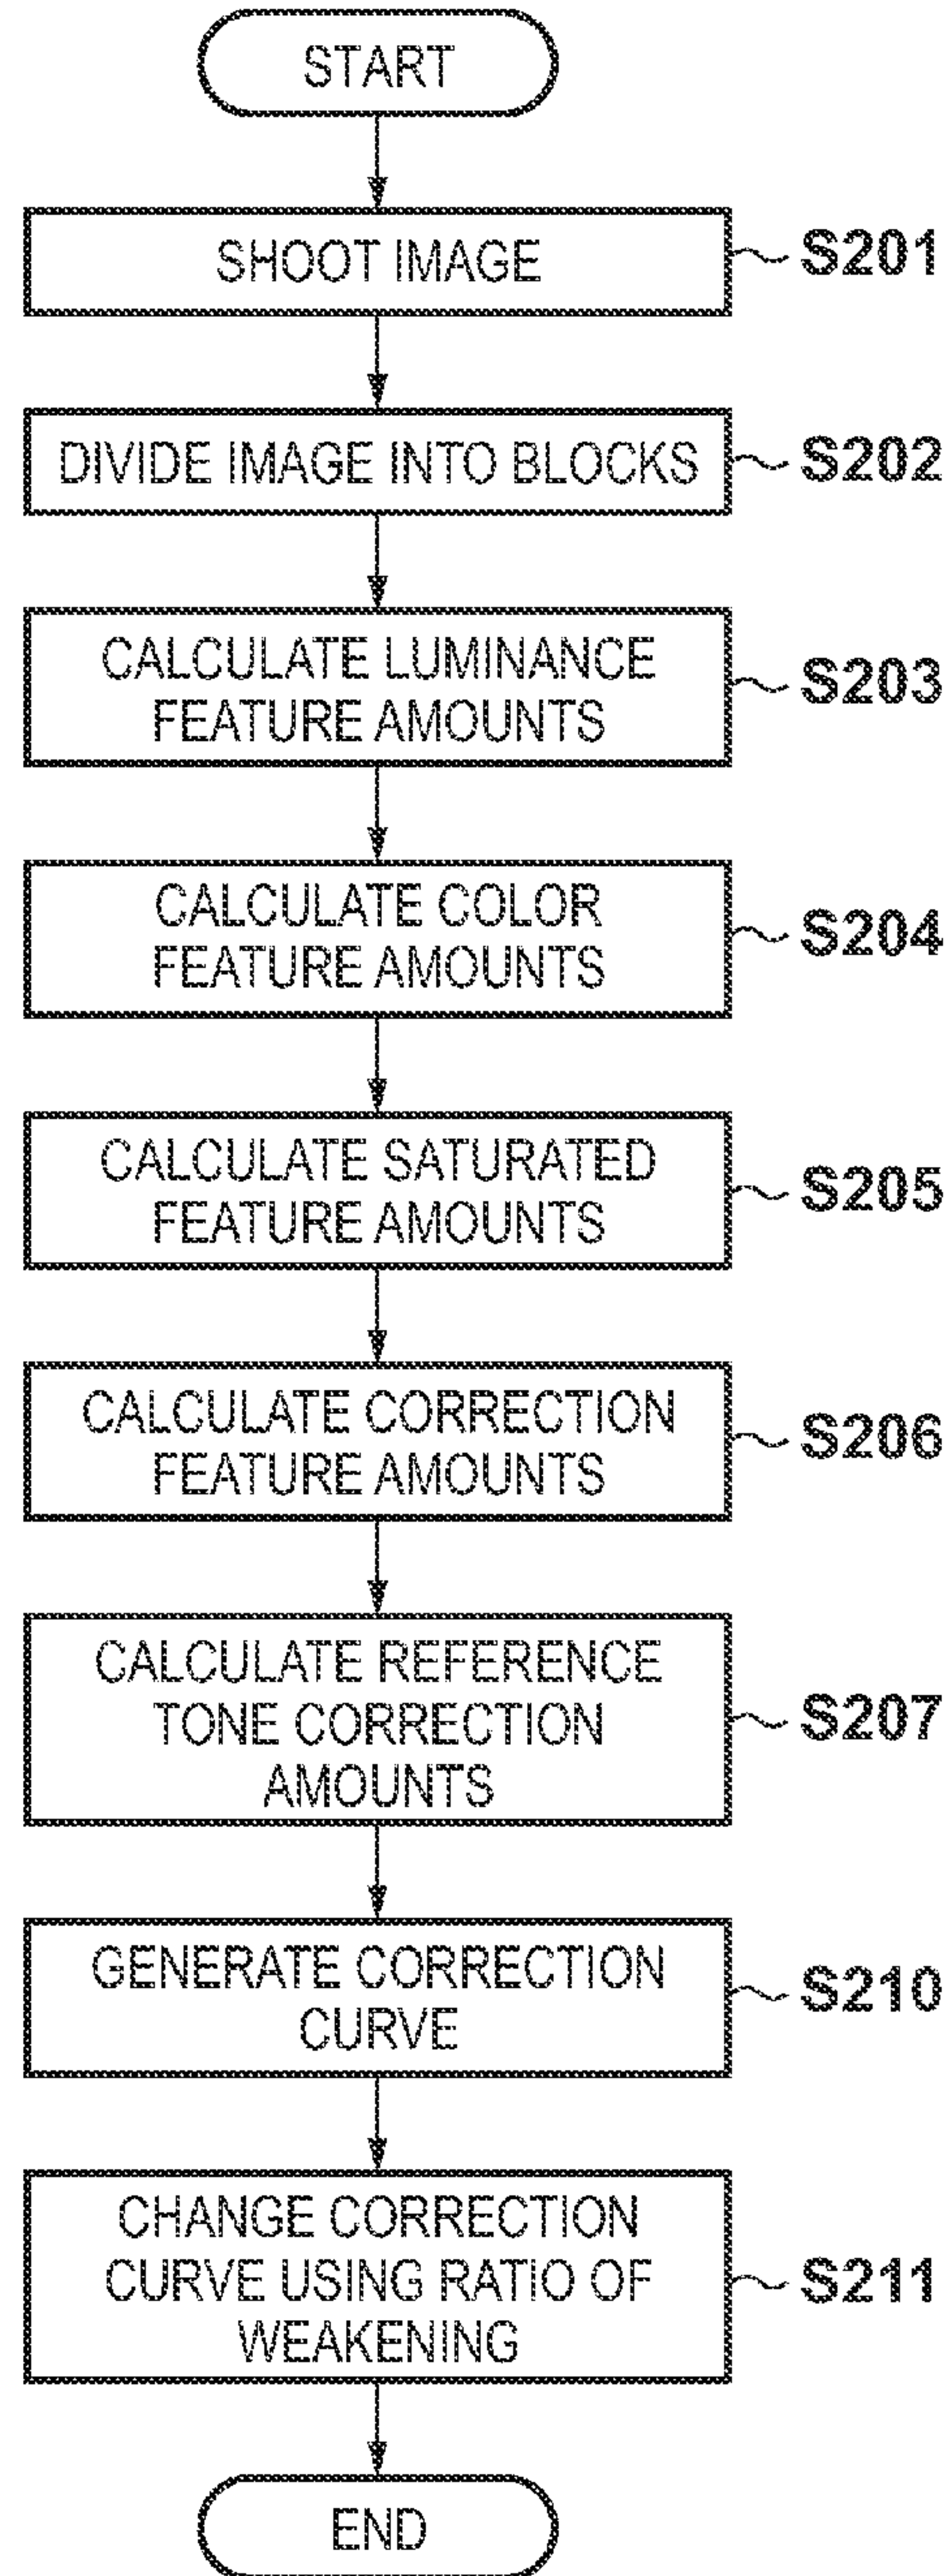 START
SHOOT IMAGE
S201
DIVIDE IMAGE INTO BLOCKS
S202
CALCULATE LUMINANCE
FEATURE AMOUNTS
S203
CALCULATE COLOR
FEATURE AMOUNTS
S204
CALCULATE SATURATED
FEATURE AMOUNTS
S205
CALCULATE CORRECTION
FEATURE AMOUNTS
S206
CALCULATE REFERENCE
TONE CORRECTION
AMOUNTS
S207
GENERATE CORRECTION
CURVE
S210
CHANGE CORRECTION
CURVE USING RATIO OF
WEAKENING
S211
END